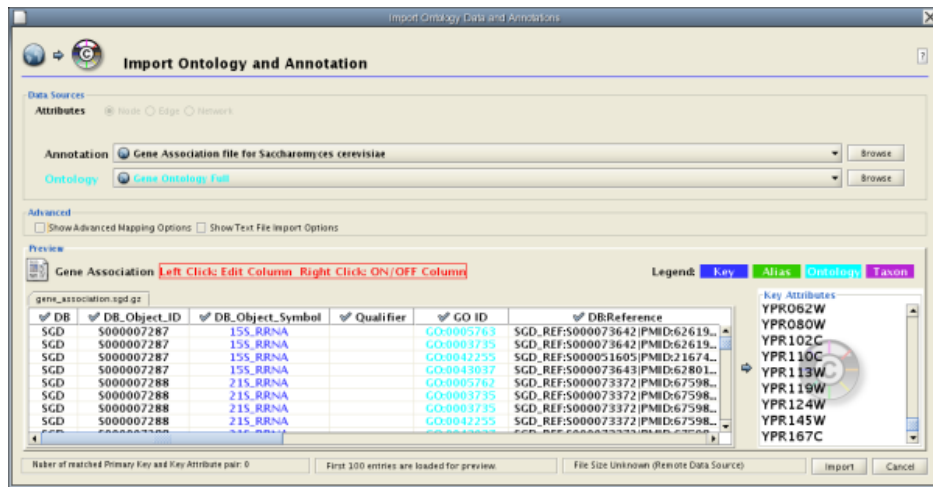 Import Ontology Data and Annotations
Import Ontology and Annotation
?
Data Sources
Attributes Node Edge Network
Annotation Gene Association file for Saccharomyces cerevisiae Browse
Ontology Gene Ontology Full Browse
Advanced
Show Advanced Mapping Options Show Text File Import Options
Preview
Gene Association Left Click: Edit Column Right Click: ON/OFF Column Legend: Key Alias Ontology Taxon
gene_association.sgd.gz
DB DB_Object_ID DB_Object_Symbol Qualifier GO ID DB:Reference
SGD S000007287 15S_RRNA GO:0005763 SGD_REF:S000073642|PMID:62619...
SGD S000007287 15S_RRNA GO:0003735 SGD_REF:S000073642|PMID:62619...
SGD S000007287 15S_RRNA GO:0042255 SGD_REF:S000051605|PMID:21674...
SGD S000007287 15S_RRNA GO:0043037 SGD_REF:S000073643|PMID:62801...
SGD S000007288 21S_RRNA GO:0005762 SGD_REF:S000073372|PMID:67598...
SGD S000007288 21S_RRNA GO:0003735 SGD_REF:S000073372|PMID:67598...
SGD S000007288 21S_RRNA GO:0003735 SGD_REF:S000073372|PMID:67598...
SGD S000007288 21S_RRNA GO:0042255 SGD_REF:S000073372|PMID:67598...
Key Attributes
YPR062W
YPR080W
YPR102C
YPR110C
YPR113W
YPR119W
YPR124W
YPR145W
YPR167C
Naber of matched Primary Key and Key Attribute pair: 0 First 100 entries are loaded for preview. File Size Unknown (Remote Data Source) Import Cancel